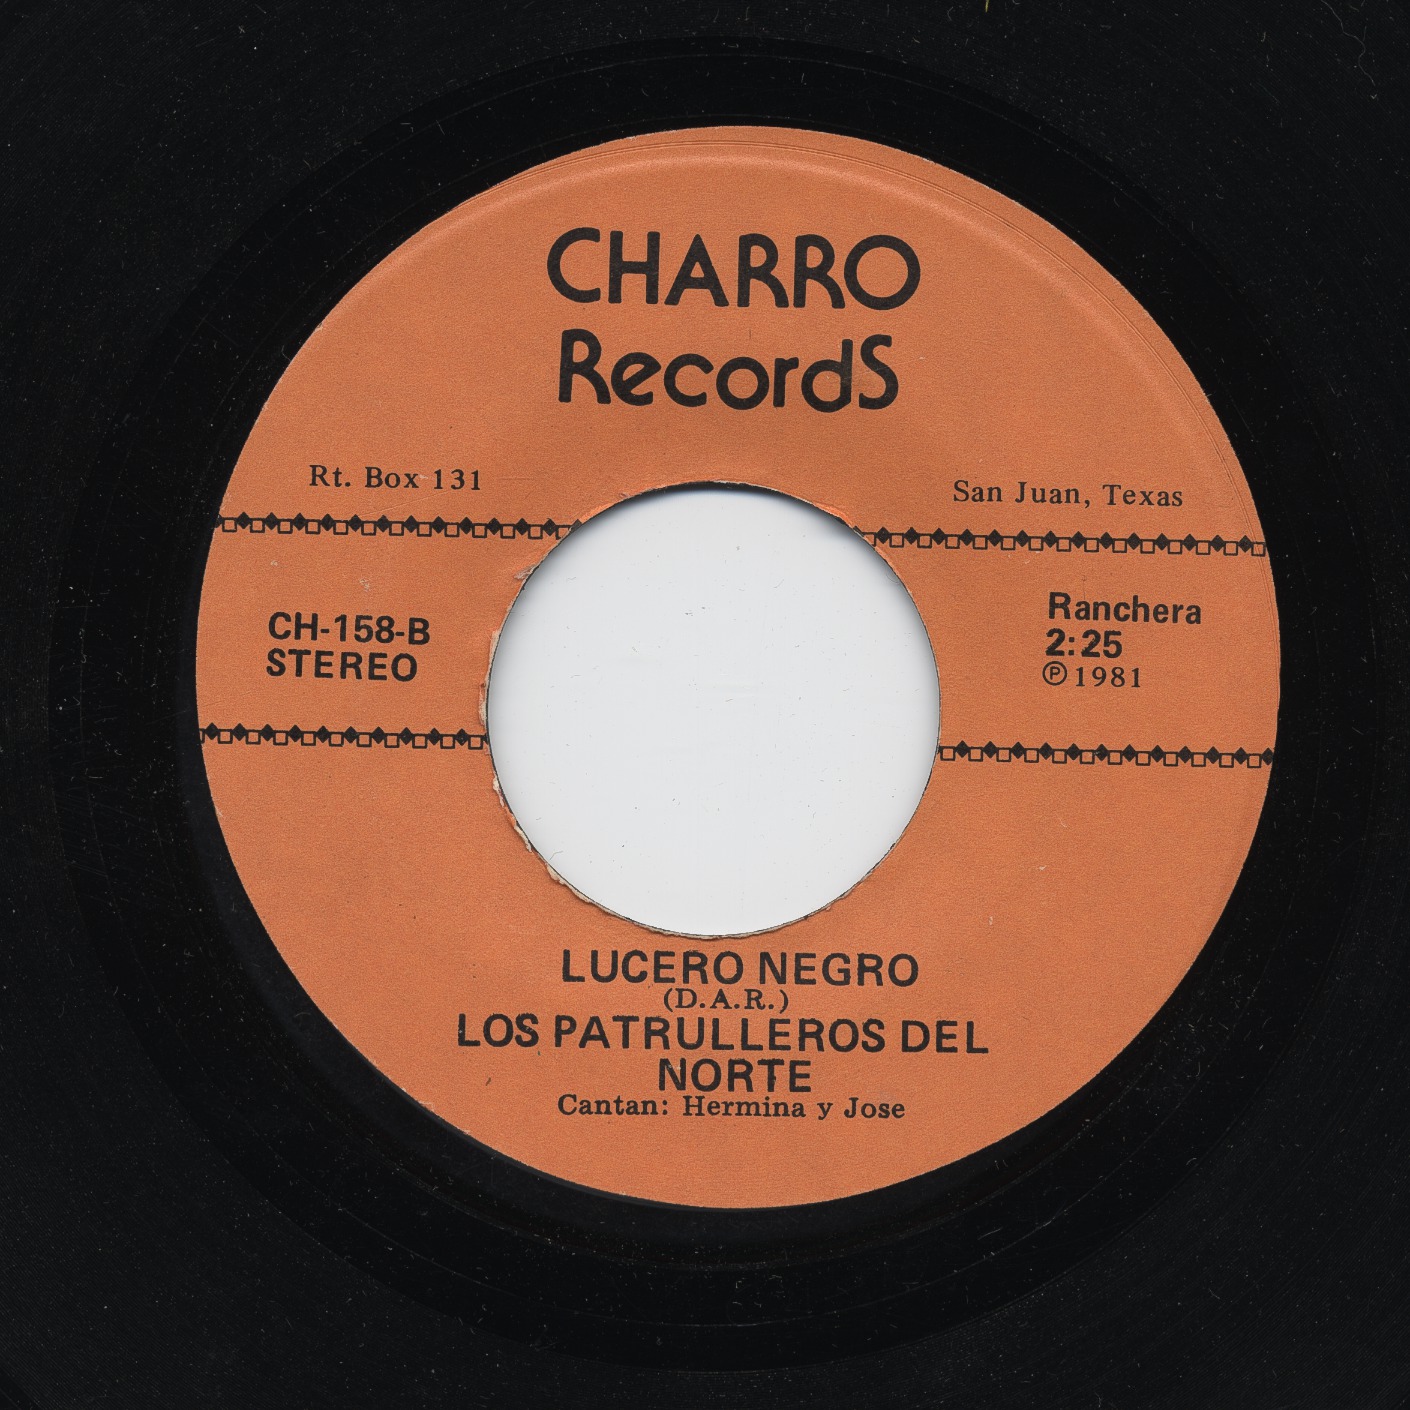 CHARRO
RecordS
Rt. Box 131
San Juan, Texas
CH-158-B
STEREO
Ranchera
2:25
℗1981
LUCERO NEGRO
(D.A.R.)
LOS PATRULLEROS DEL
NORTE
Cantan: Hermina y Jose